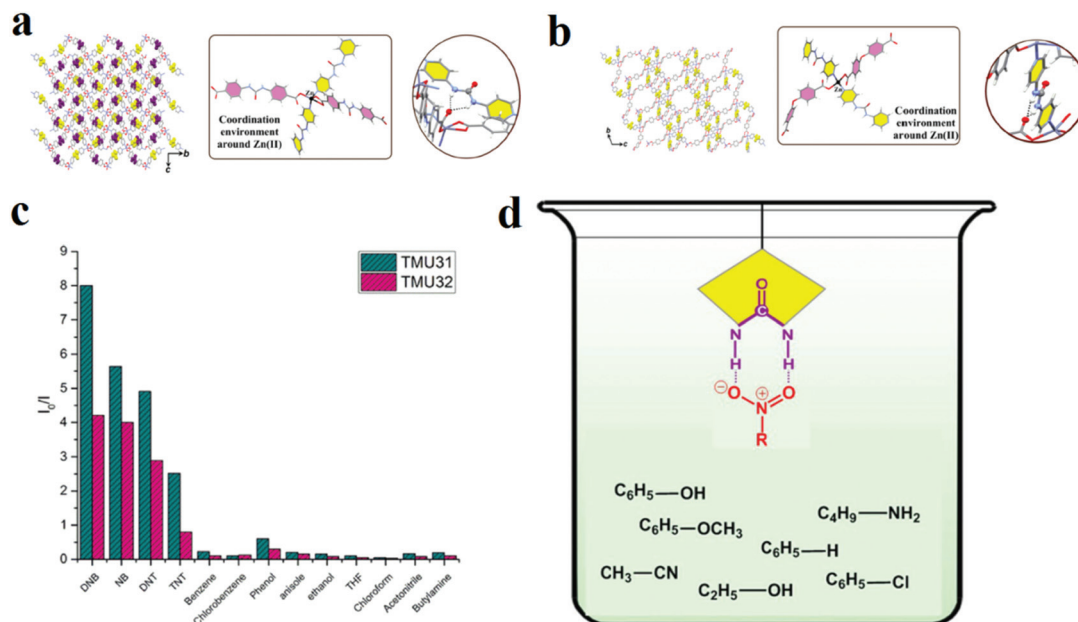 a
b
c
Coordination
environment
around Zn(II)
Zn
b
c
Coordination
environment
around Zn(II)
c
d
I₀/I
9
8
7
6
5
4
3
2
1
0
TMU31
TMU32
DNB
NB
DNT
TNT
Benzene
Chlorobenzene
Phenol
anisole
ethanol
THF
Chloroform
Acetonitrile
Butylamine
O
C
N N
H H
⊖O O
N⊕
R
C₆H₅—OH
C₄H₉—NH₂
C₆H₅—OCH₃
C₆H₅—H
CH₃—CN
C₂H₅—OH
C₆H₅—Cl